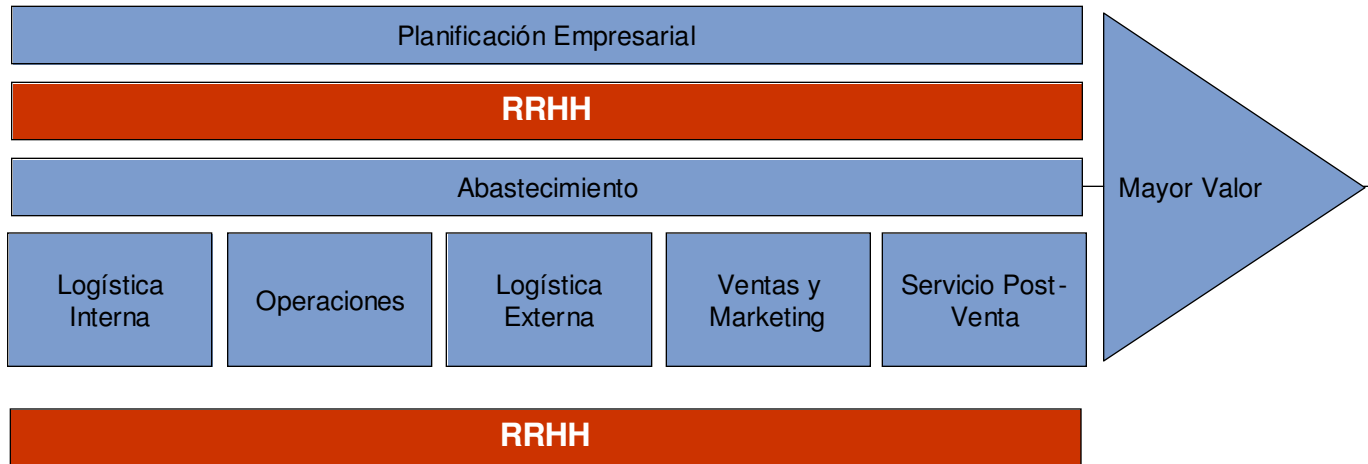 Planificación Empresarial
RRHH
Abastecimiento
Mayor Valor
Logística
Interna
Operaciones
Logística
Externa
Ventas y
Marketing
Servicio Post-
Venta
RRHH